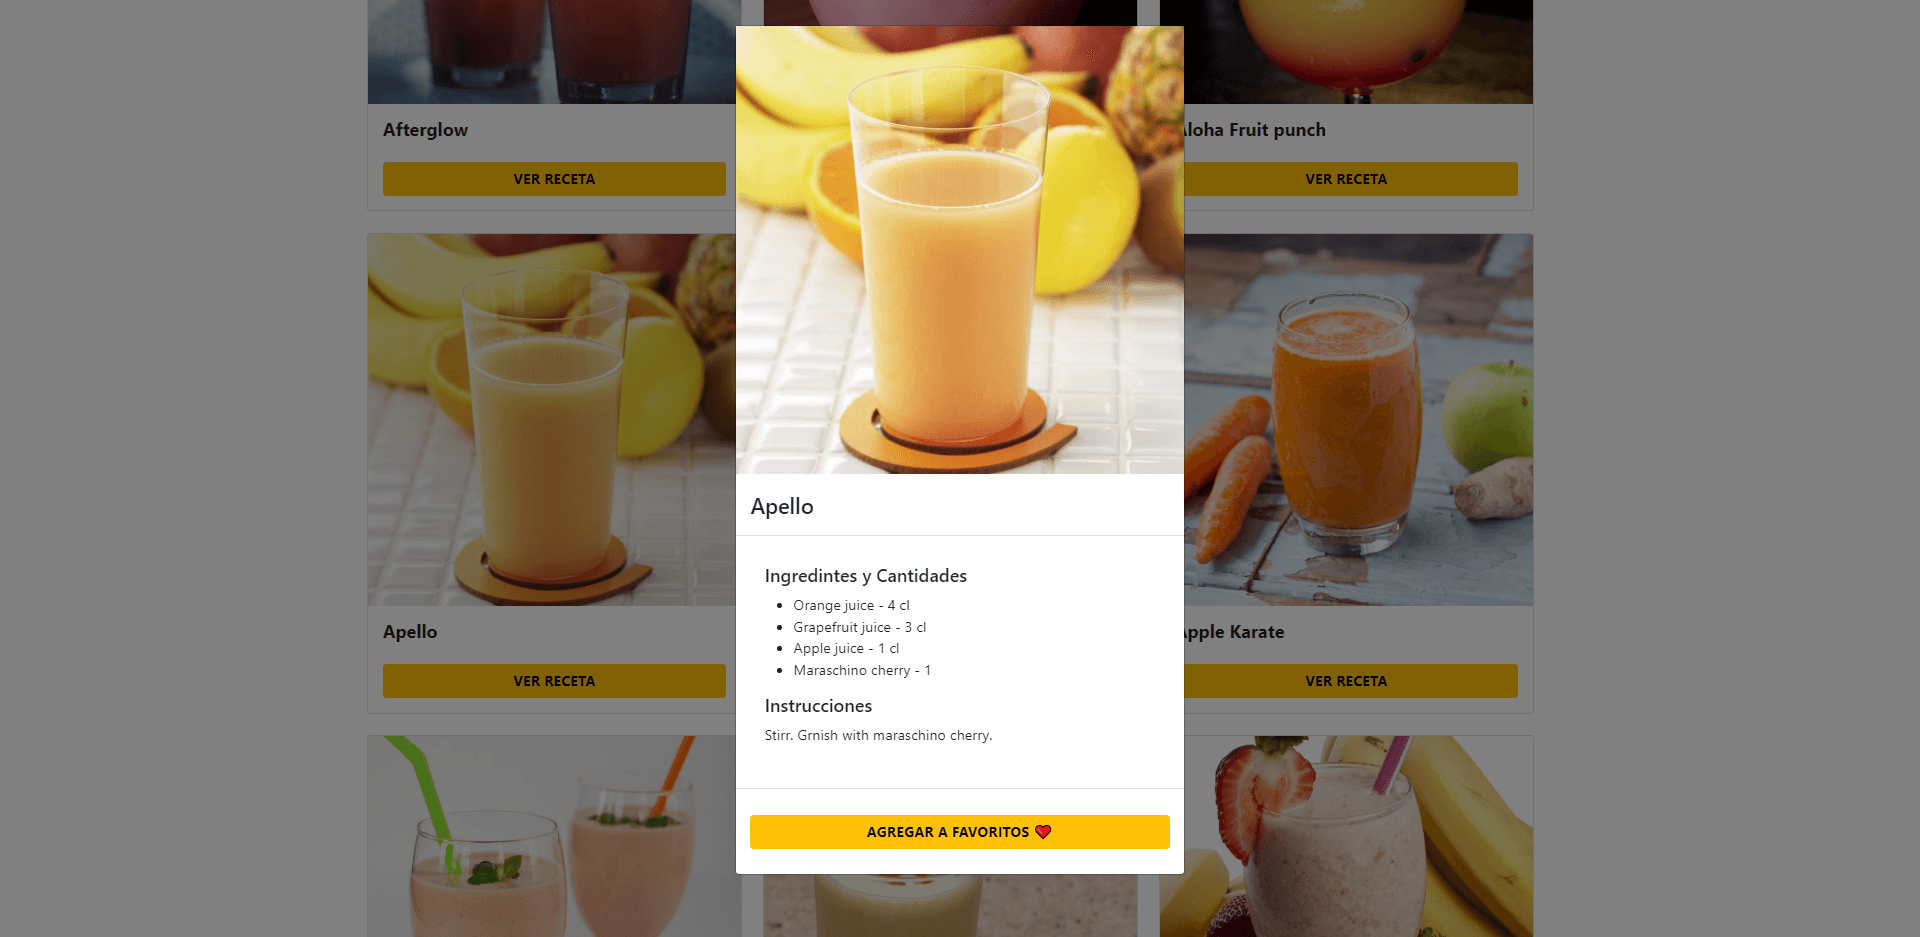 Afterglow
VER RECETA
Aloha Fruit punch
VER RECETA
Apello
VER RECETA
Apello
Ingredintes y Cantidades
Orange juice - 4 cl
Grapefruit juice - 3 cl
Apple juice - 1 cl
Maraschino cherry - 1
Instrucciones
Stirr. Grnish with maraschino cherry.
AGREGAR A FAVORITOS
Apple Karate
VER RECETA